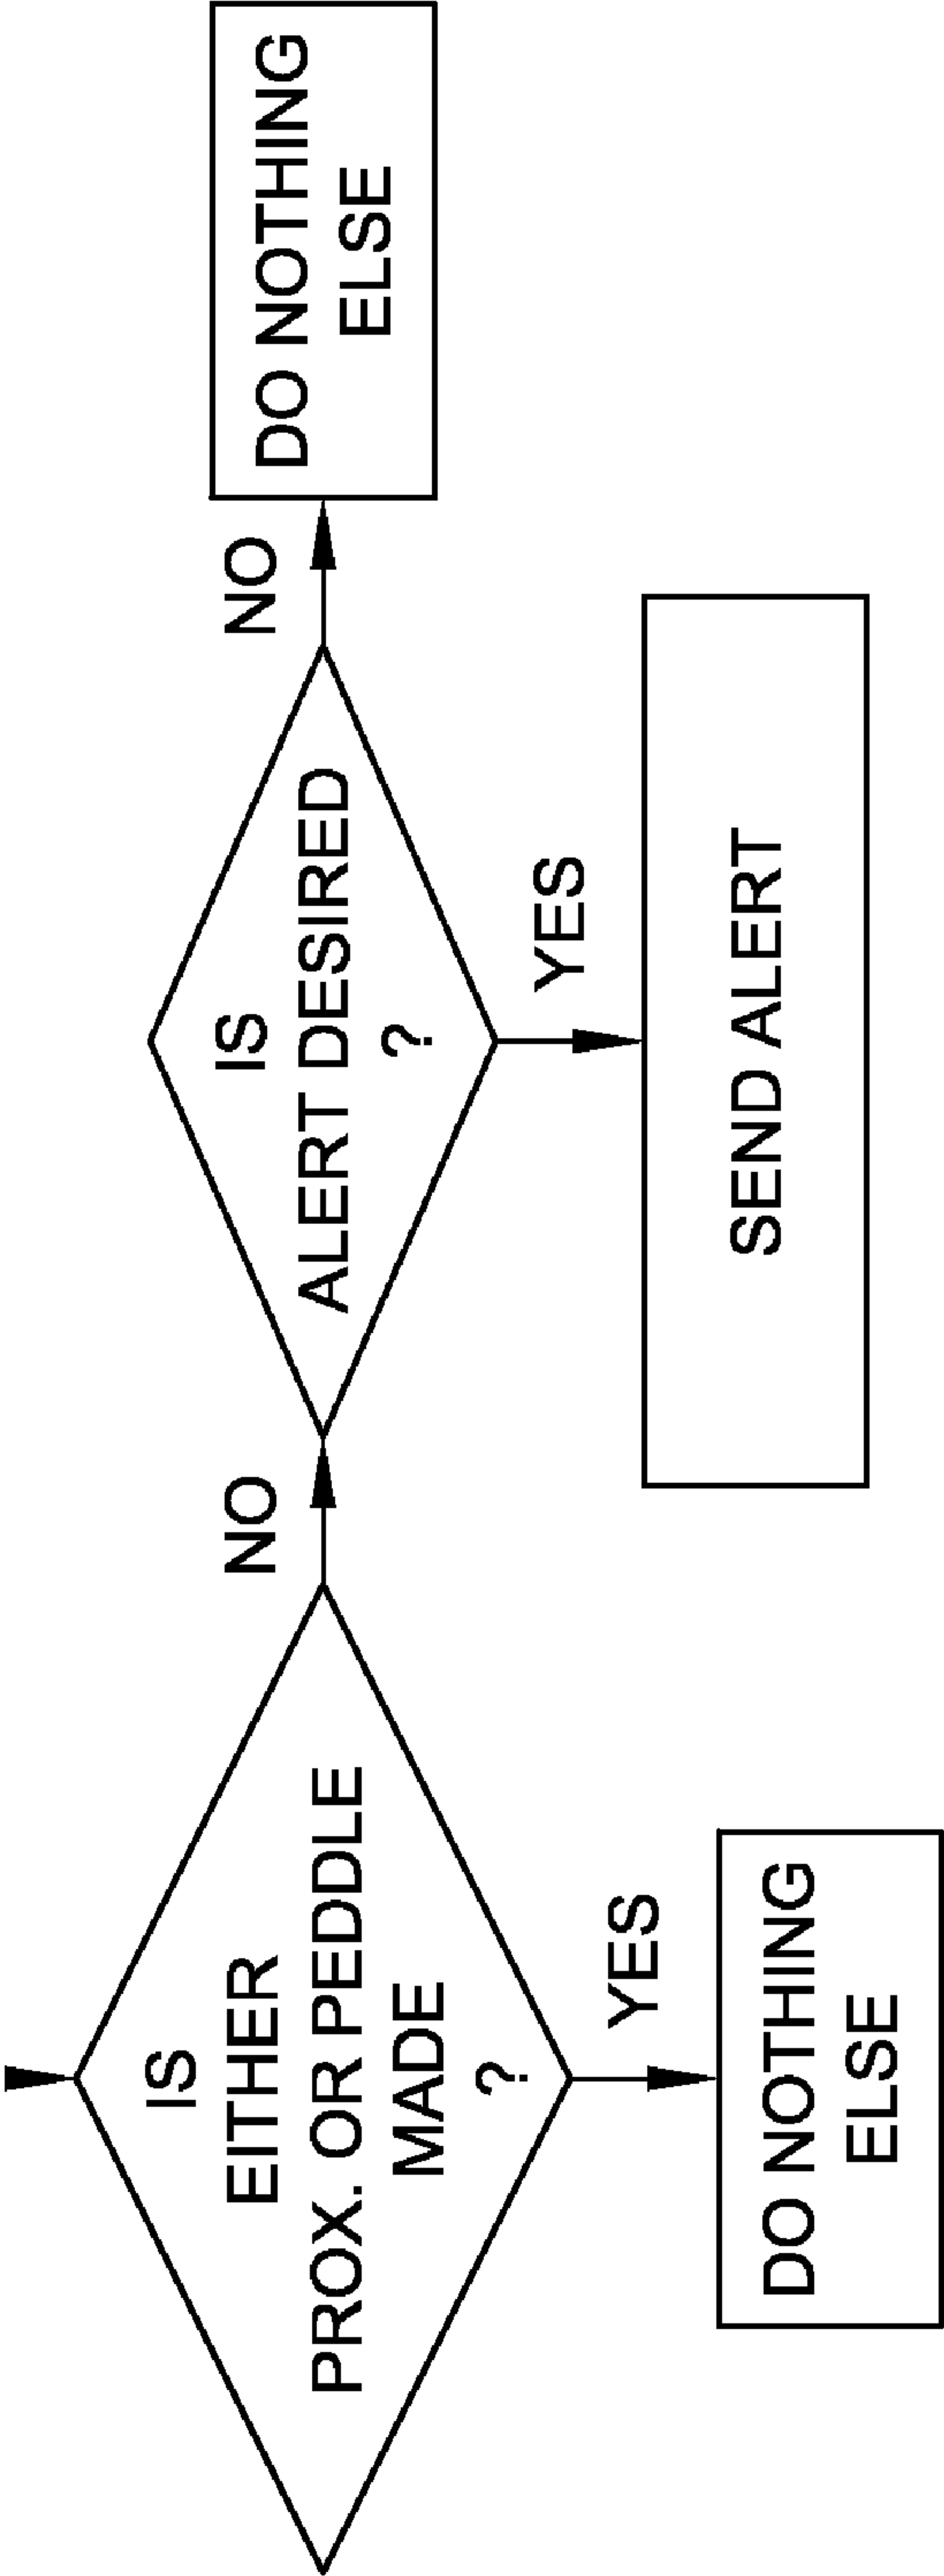 IS
EITHER
PROX. OR PEDDLE
MADE
?
NO
YES
DO NOTHING
ELSE
IS
ALERT DESIRED
?
NO
YES
DO NOTHING
ELSE
SEND ALERT